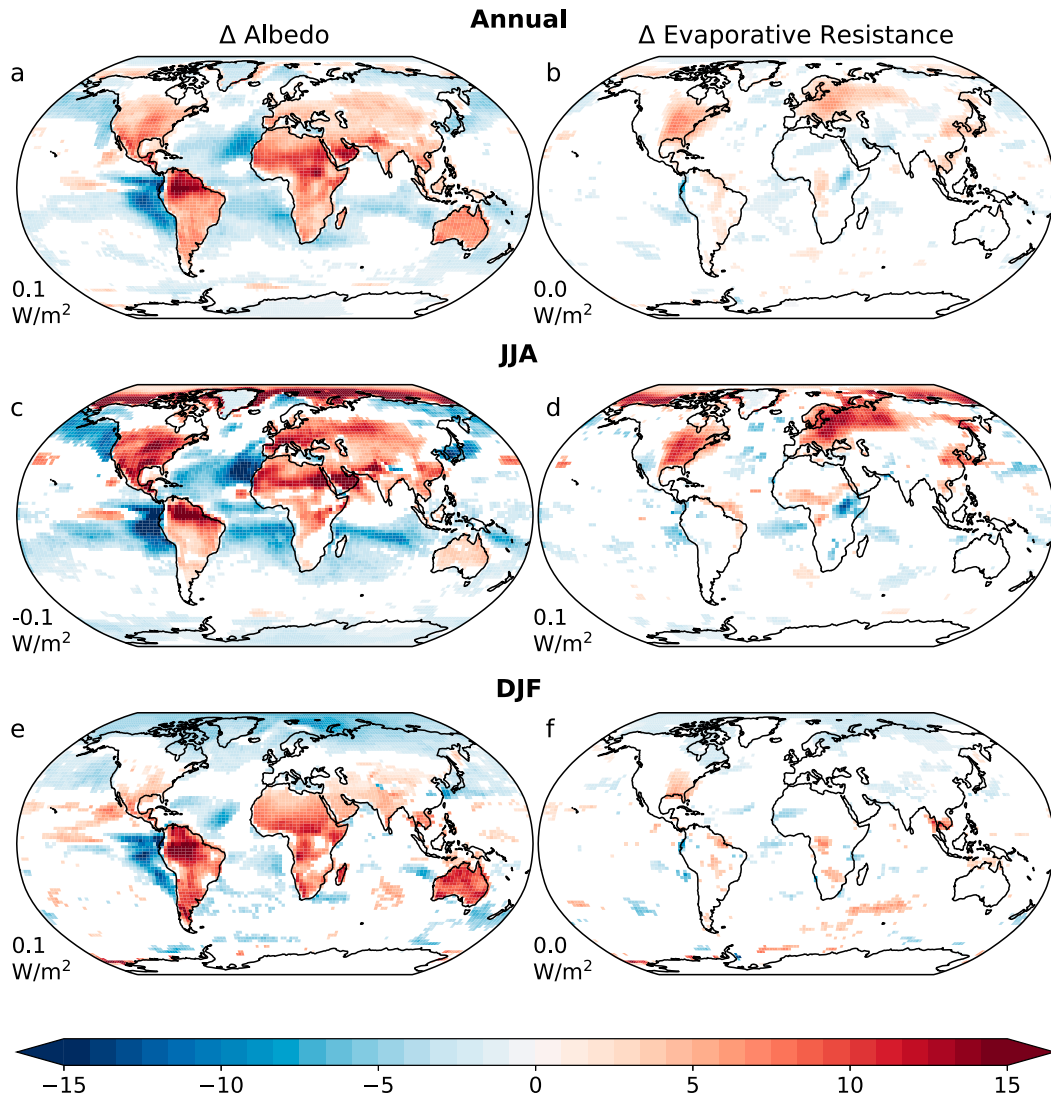 Annual
Δ Albedo
Δ Evaporative Resistance
a
b
0.1
W/m²
0.0
W/m²
JJA
c
d
-0.1
W/m²
0.1
W/m²
DJF
e
f
0.1
W/m²
0.0
W/m²
−15 −10 −5 0 5 10 15